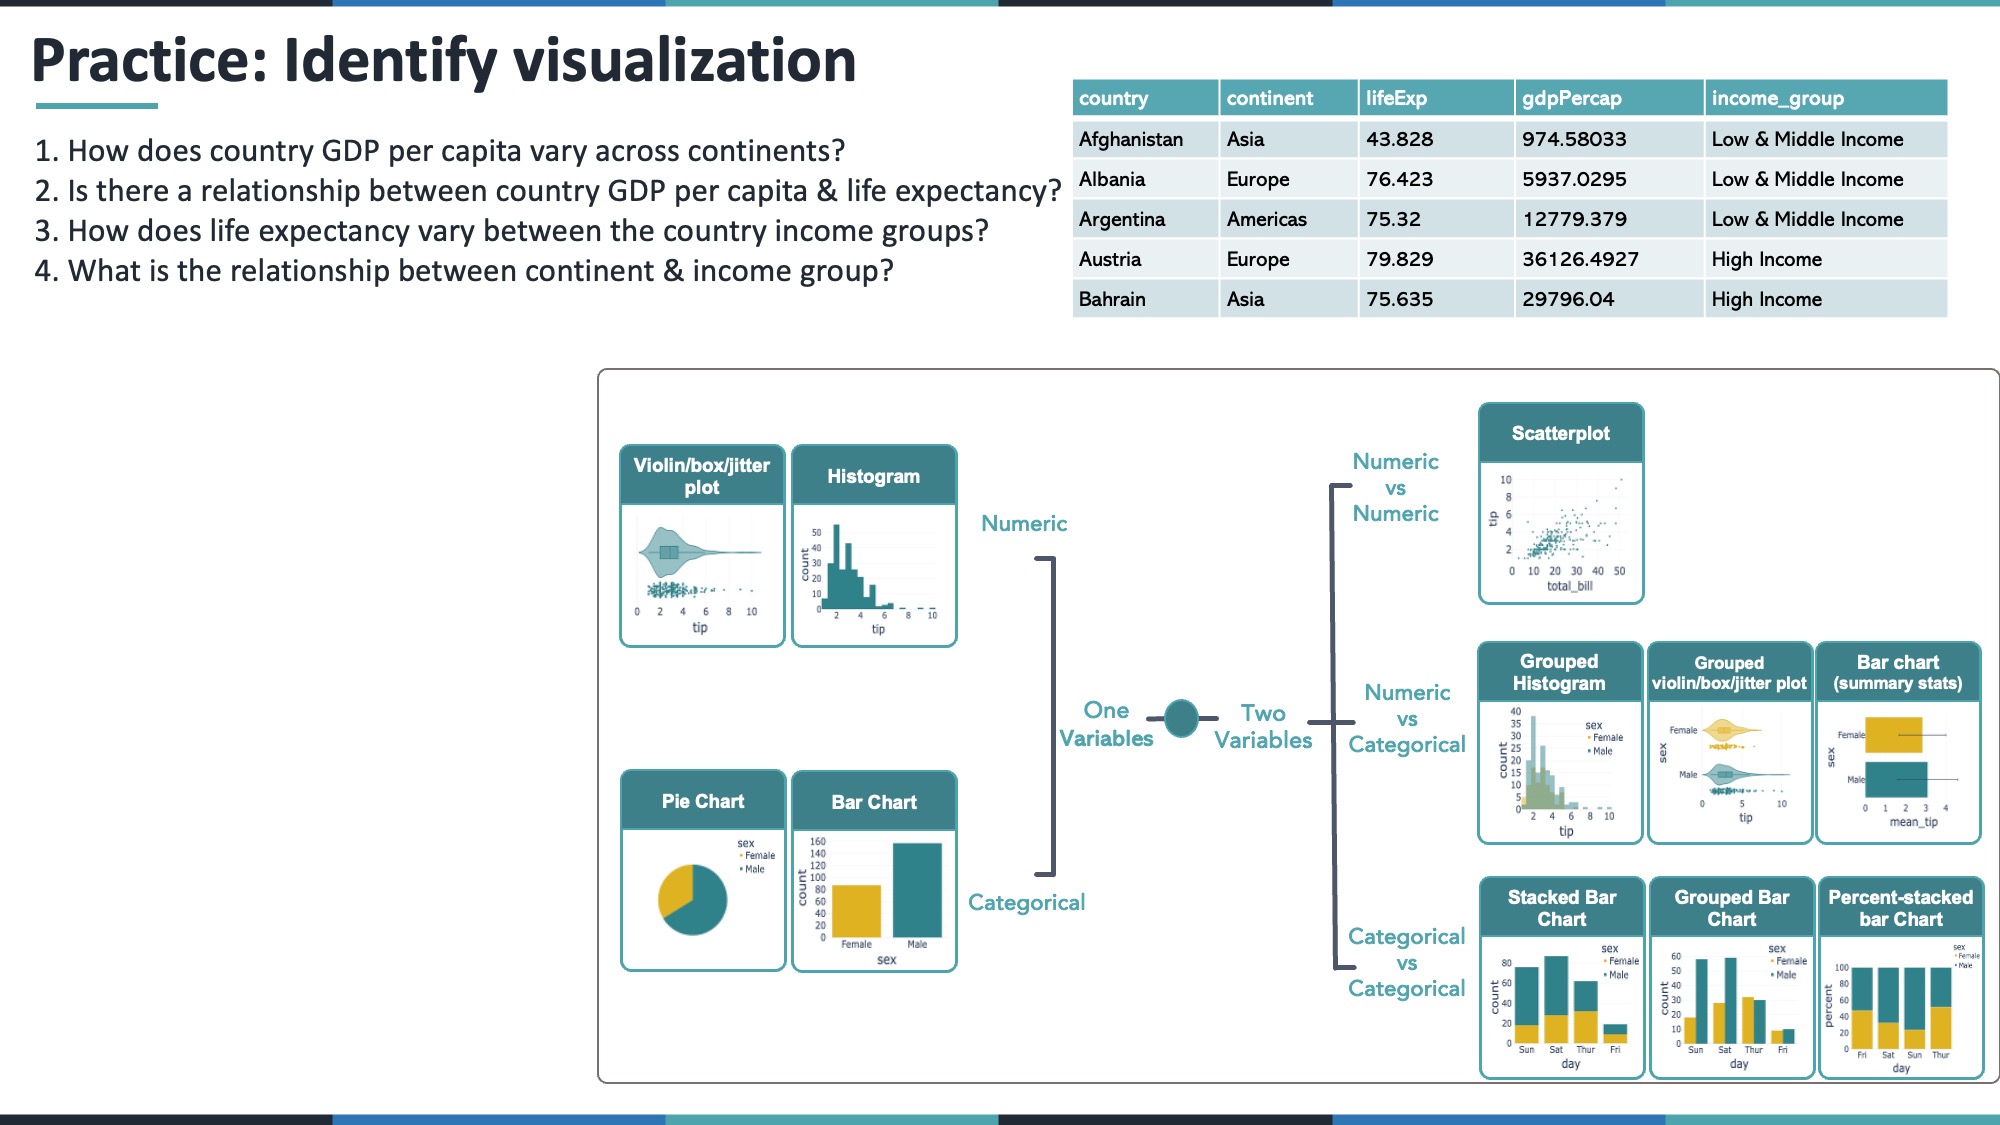 Practice: Identify visualization
1. How does country GDP per capita vary across continents?
2. Is there a relationship between country GDP per capita & life expectancy?
3. How does life expectancy vary between the country income groups?
4. What is the relationship between continent & income group?
country continent lifeExp gdpPercap income_group
Afghanistan Asia 43.828 974.58033 Low & Middle Income
Albania Europe 76.423 5937.0295 Low & Middle Income
Argentina Americas 75.32 12779.379 Low & Middle Income
Austria Europe 79.829 36126.4927 High Income
Bahrain Asia 75.635 29796.04 High Income
Violin/box/jitter
plot
0 2 4 6 8 10
tip
Histogram
count
50
40
30
20
10
0
2 4 6 8 10
tip
Numeric
One
Variables
Categorical
Pie Chart
sex
Female
Male
Bar Chart
count
160
140
120
100
80
60
40
20
0
Female Male
sex
Two
Variables
Numeric
vs
Numeric
Scatterplot
tip
10
8
6
4
2
0 10 20 30 40 50
total_bill
Numeric
vs
Categorical
Grouped
Histogram
count
40
35
30
25
20
15
10
5
0
sex
Female
Male
2 4 6 8 10
tip
Grouped
violin/box/jitter plot
sex
Female
Male
0 5 10
tip
Bar chart
(summary stats)
sex
Female
Male
0 1 2 3 4
mean_tip
Categorical
vs
Categorical
Stacked Bar
Chart
count
80
60
40
20
0
sex
Female
Male
Sun Sat Thur Fri
day
Grouped Bar
Chart
count
60
50
40
30
20
10
0
sex
Female
Male
Sun Sat Thur Fri
day
Percent-stacked
bar Chart
percent
100
80
60
40
20
0
sex
Female
Male
Fri Sat Sun Thur
day